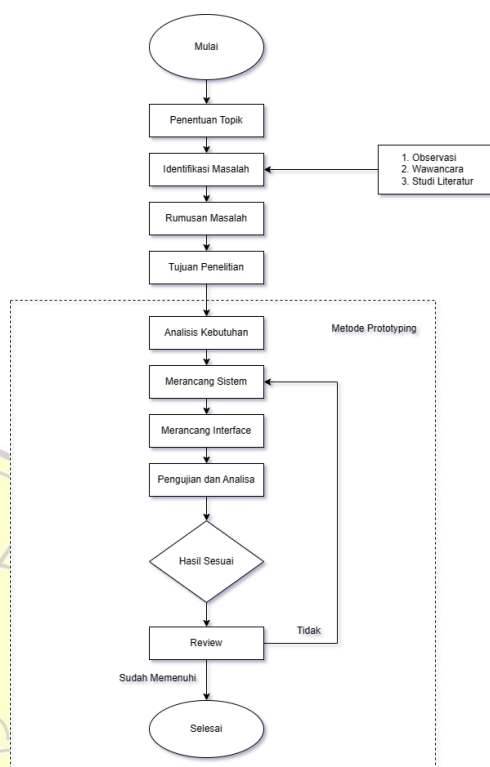 Mulai
Penentuan Topik
Identifikasi Masalah
1. Observasi
2. Wawancara
3. Studi Literatur
Rumusan Masalah
Tujuan Penelitian
Analisis Kebutuhan
Metode Prototyping
Merancang Sistem
Merancang Interface
Pengujian dan Analisa
Hasil Sesuai
Tidak
Review
Sudah Memenuhi
Selesai